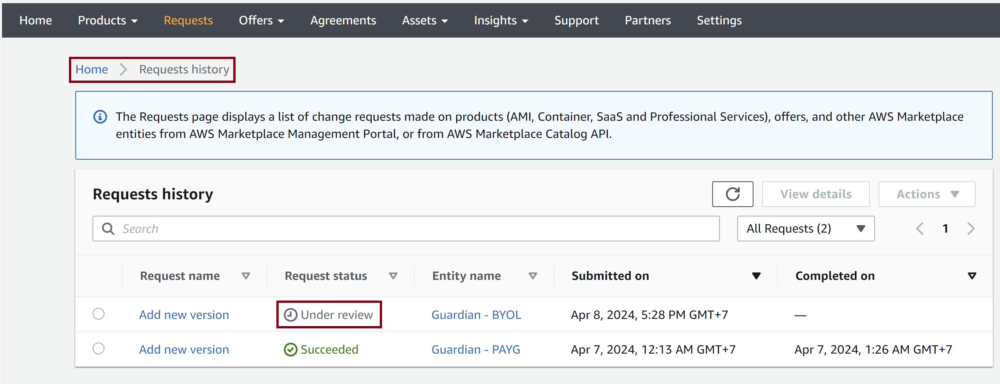 Home Products Requests Offers Agreements Assets Insights Support Partners Settings
Home Requests history
The Requests page displays a list of change requests made on products (AMI, Container, SaaS and Professional Services), offers, and other AWS Marketplace
entities from AWS Marketplace Management Portal, or from AWS Marketplace Catalog API.
Requests history View details Actions
Search All Requests (2) 1
Request name Request status Entity name Submitted on Completed on
Add new version Under review Guardian - BYOL Apr 8, 2024, 5:28 PM GMT+7 —
Add new version Succeeded Guardian - PAYG Apr 7, 2024, 12:13 AM GMT+7 Apr 7, 2024, 1:26 AM GMT+7